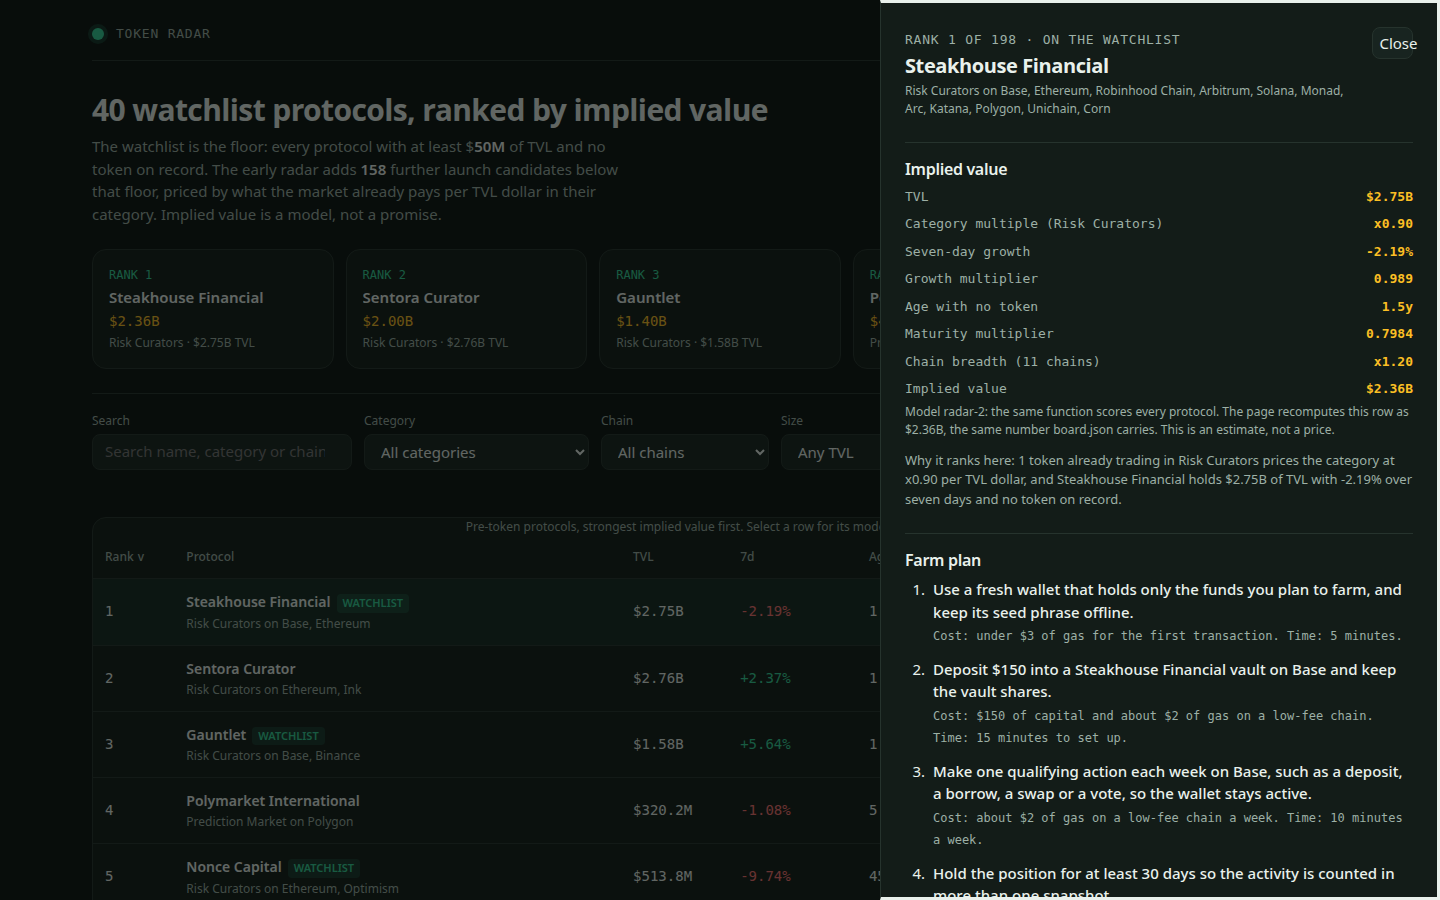 TOKEN RADAR
40 watchlist protocols, ranked by implied value
The watchlist is the floor: every protocol with at least $50M of TVL and no
token on record. The early radar adds 158 further launch candidates below
that floor, priced by what the market already pays per TVL dollar in their
category. Implied value is a model, not a promise.
RANK 1
Steakhouse Financial
$2.36B
Risk Curators · $2.75B TVL
RANK 2
Sentora Curator
$2.00B
Risk Curators · $2.76B TVL
RANK 3
Gauntlet
$1.40B
Risk Curators · $1.58B TVL
Search
Category
Chain
Size
Search name, category or chain
All categories
All chains
Any TVL
Pre-token protocols, strongest implied value first. Select a row for its
Rank v
Protocol
TVL
7d
1
Steakhouse Financial WATCHLIST
Risk Curators on Base, Ethereum
$2.75B
-2.19%
2
Sentora Curator
Risk Curators on Ethereum, Ink
$2.76B
+2.37%
3
Gauntlet WATCHLIST
Risk Curators on Base, Binance
$1.58B
+5.64%
4
Polymarket International
Prediction Market on Polygon
$320.2M
-1.08%
5
Nonce Capital WATCHLIST
Risk Curators on Ethereum, Optimism
$513.8M
-9.74%
RANK 1 OF 198 · ON THE WATCHLIST
Close
Steakhouse Financial
Risk Curators on Base, Ethereum, Robinhood Chain, Arbitrum, Solana, Monad,
Arc, Katana, Polygon, Unichain, Corn
Implied value
TVL $2.75B
Category multiple (Risk Curators) x0.90
Seven-day growth -2.19%
Growth multiplier 0.989
Age with no token 1.5y
Maturity multiplier 0.7984
Chain breadth (11 chains) x1.20
Implied value $2.36B
Model radar-2: the same function scores every protocol. The page recomputes this row as
$2.36B, the same number board.json carries. This is an estimate, not a price.
Why it ranks here: 1 token already trading in Risk Curators prices the category at
x0.90 per TVL dollar, and Steakhouse Financial holds $2.75B of TVL with -2.19% over
seven days and no token on record.
Farm plan
1. Use a fresh wallet that holds only the funds you plan to farm, and
keep its seed phrase offline.
Cost: under $3 of gas for the first transaction. Time: 5 minutes.
2. Deposit $150 into a Steakhouse Financial vault on Base and keep
the vault shares.
Cost: $150 of capital and about $2 of gas on a low-fee chain.
Time: 15 minutes to set up.
3. Make one qualifying action each week on Base, such as a deposit,
a borrow, a swap or a vote, so the wallet stays active.
Cost: about $2 of gas on a low-fee chain a week. Time: 10 minutes
a week.
4. Hold the position for at least 30 days so the activity is counted in
more than one snapshot.